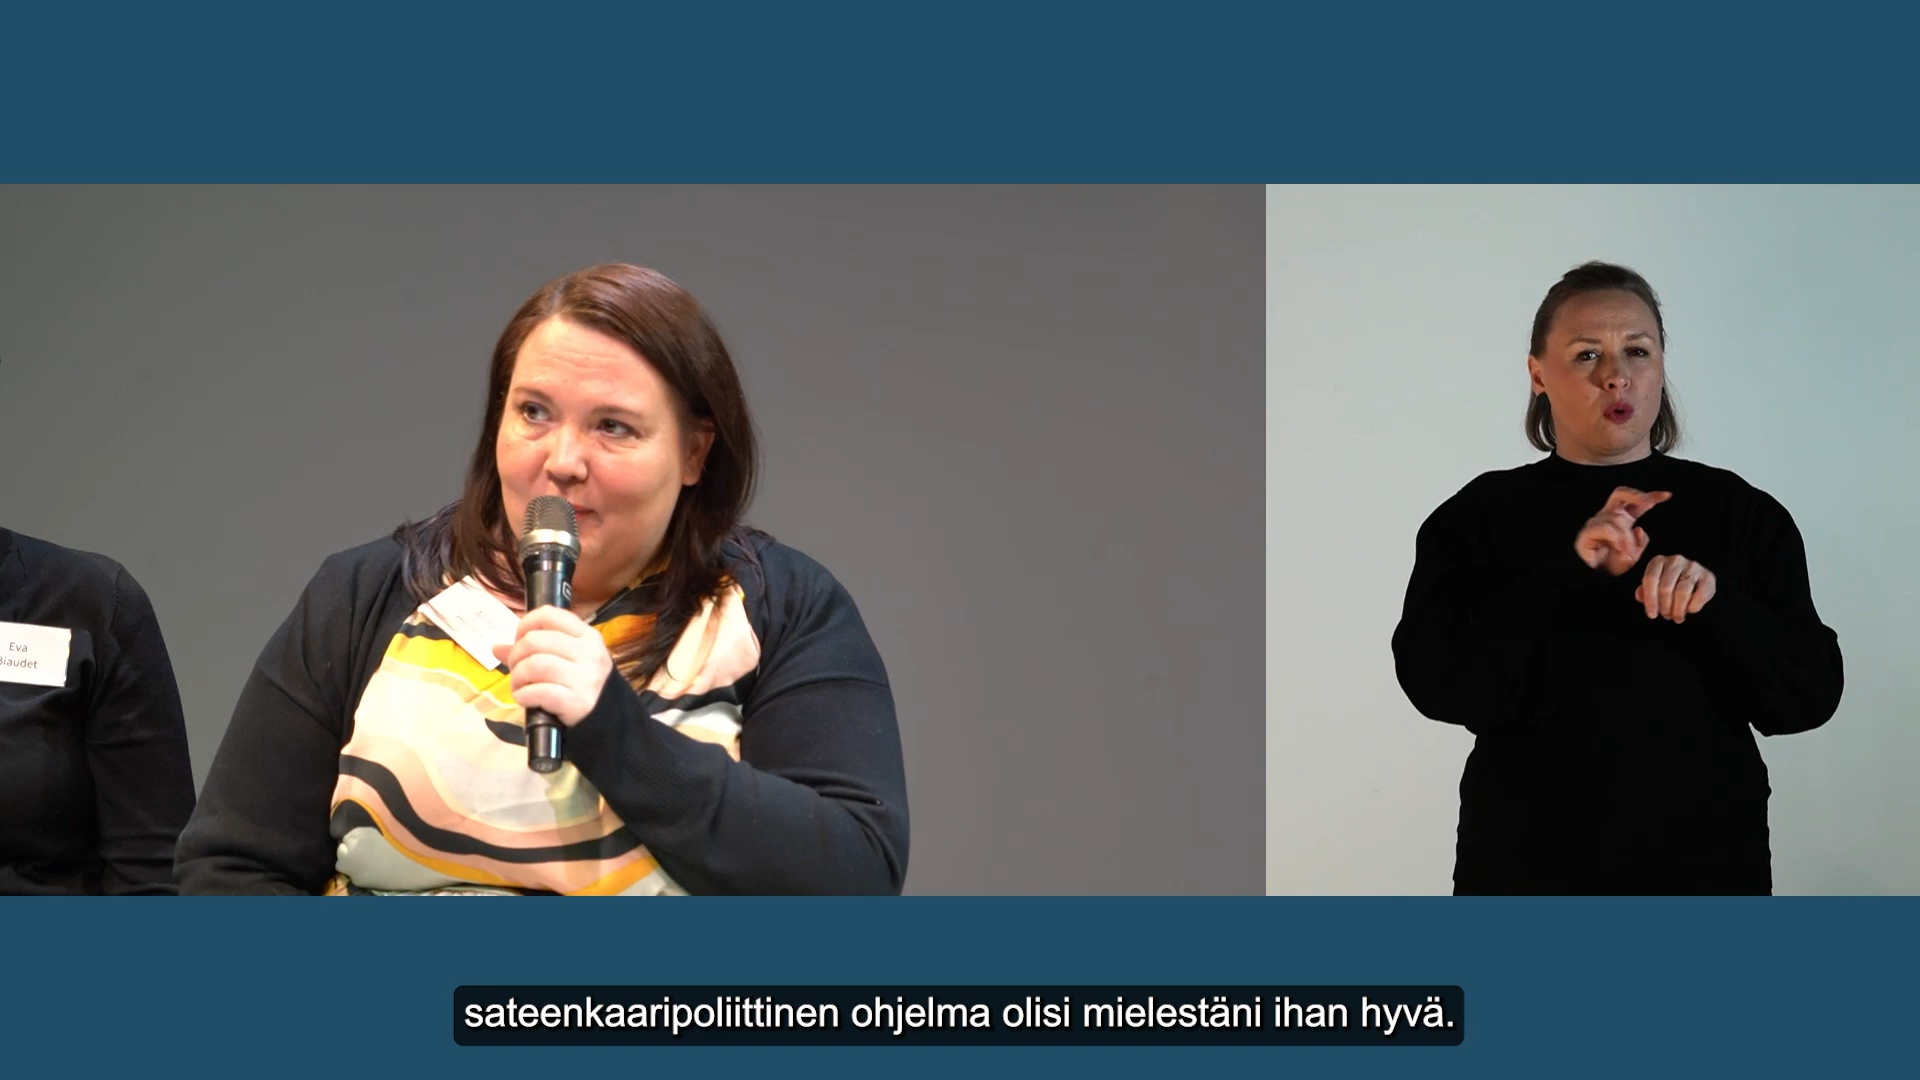 Eva
Biaudet
sateenkaaripoliittinen ohjelma olisi mielestäni ihan hyvä.